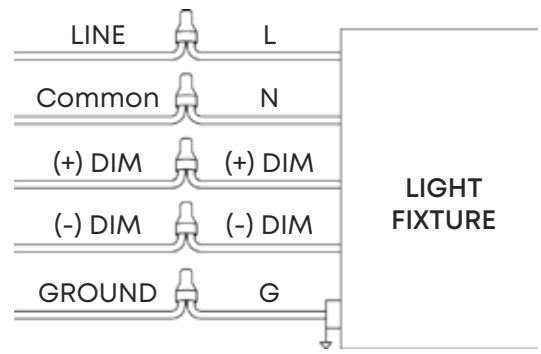 LINE L
Common N
(+) DIM (+) DIM
(-) DIM (-) DIM
GROUND G
LIGHT
FIXTURE